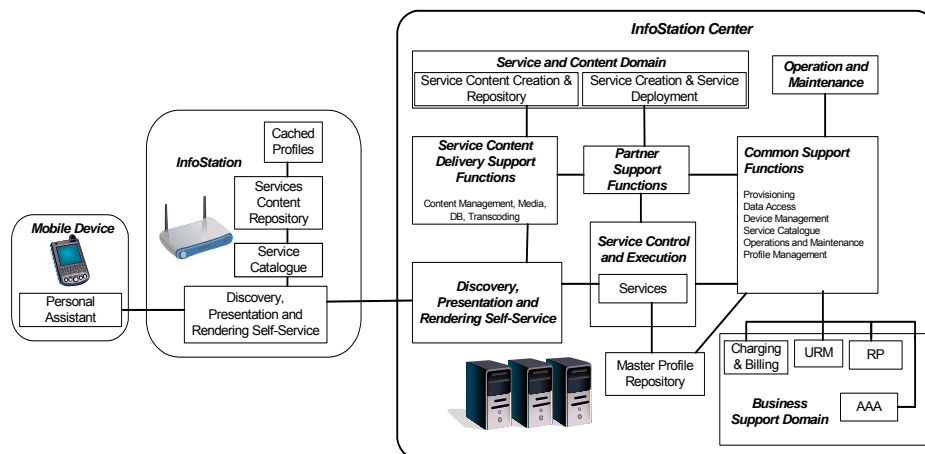 InfoStation Center
Service and Content Domain
Service Content Creation &
Repository
Service Creation & Service
Deployment
Operation and
Maintenance
Cached
Profiles
InfoStation
Services
Content
Repository
Service
Catalogue
Discovery,
Presentation and
Rendering Self-Service
Mobile Device
Personal
Assistant
Service Content
Delivery Support
Functions
Content Management, Media,
DB, Transcoding
Partner
Support
Functions
Common Support
Functions
Provisioning
Data Access
Device Management
Service Catalogue
Operations and Maintenance
Profile Management
Service Control
and Execution
Services
Discovery,
Presentation and
Rendering Self-Service
Master Profile
Repository
Charging
& Billing
URM
RP
AAA
Business
Support Domain